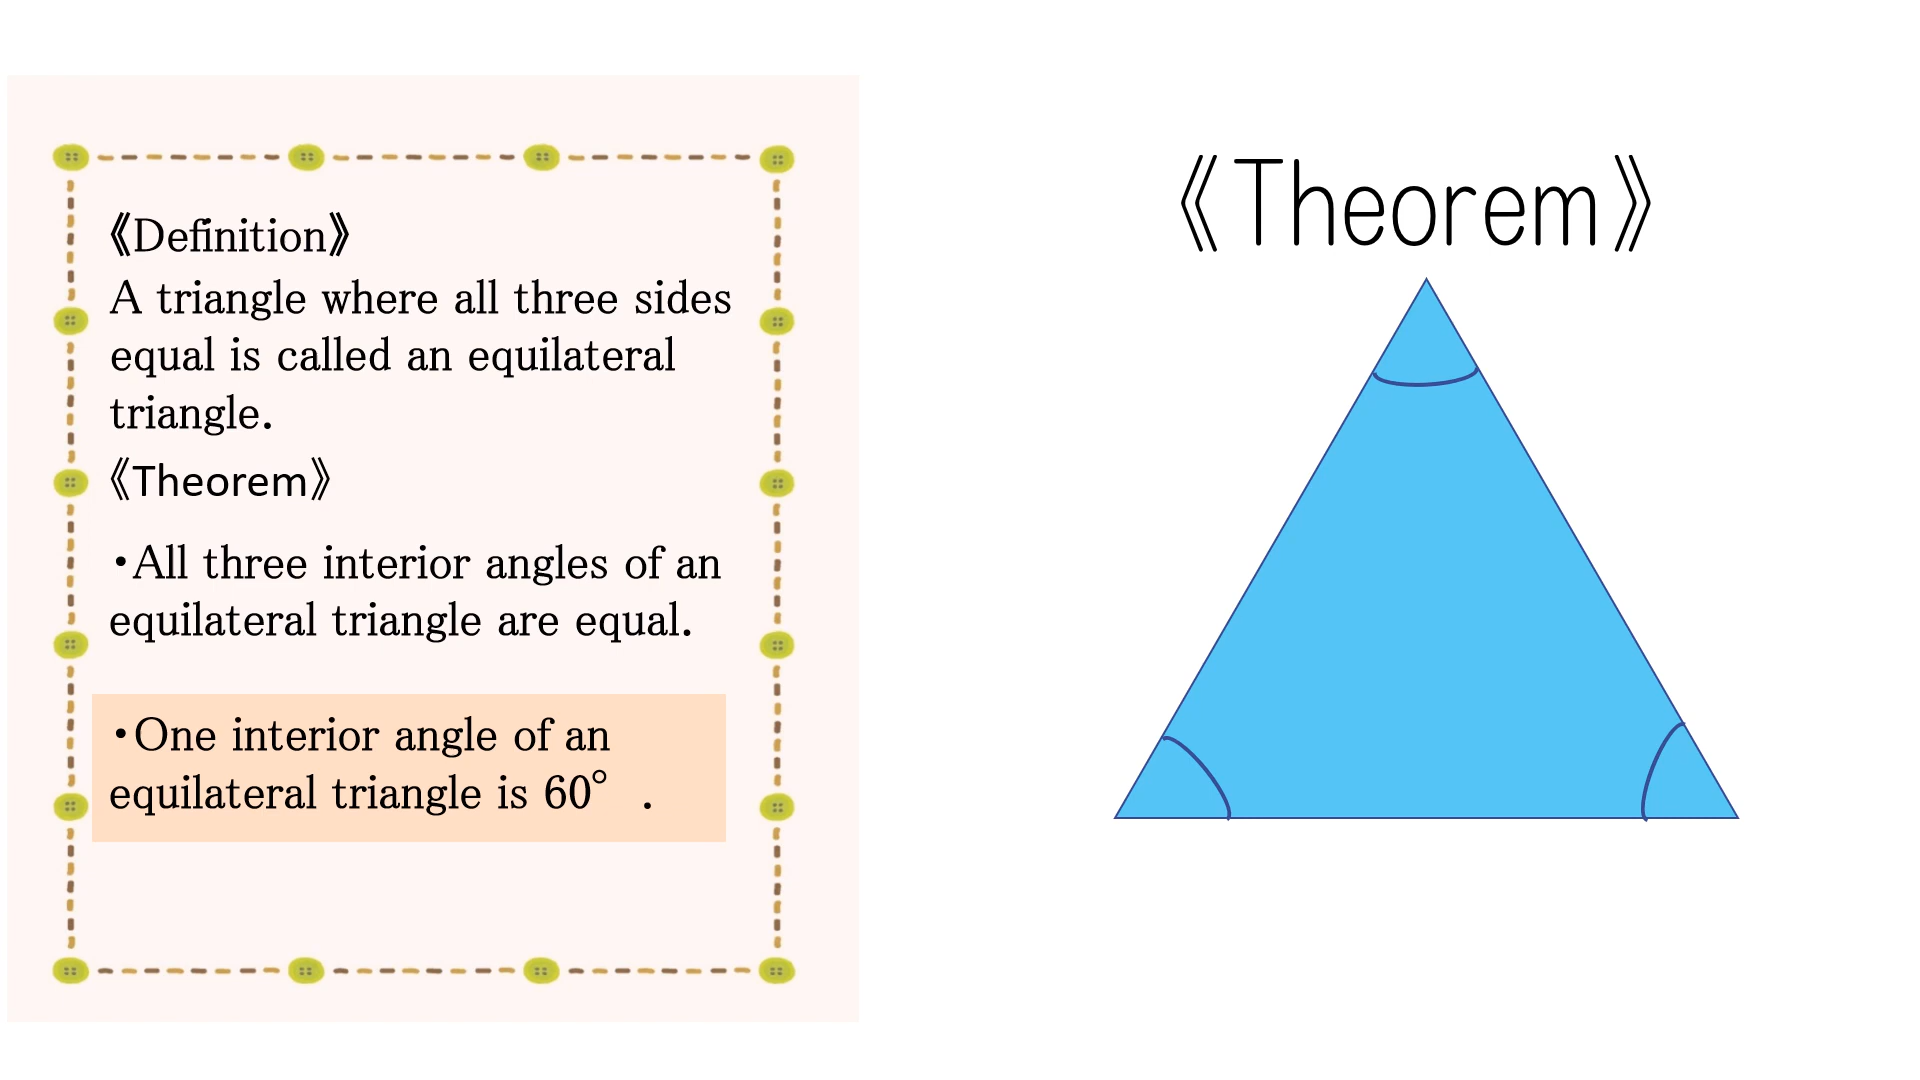 《Definition》
A triangle where all three sides
equal is called an equilateral
triangle.
《Theorem》
・All three interior angles of an
equilateral triangle are equal.
・One interior angle of an
equilateral triangle is 60° .
《Theorem》